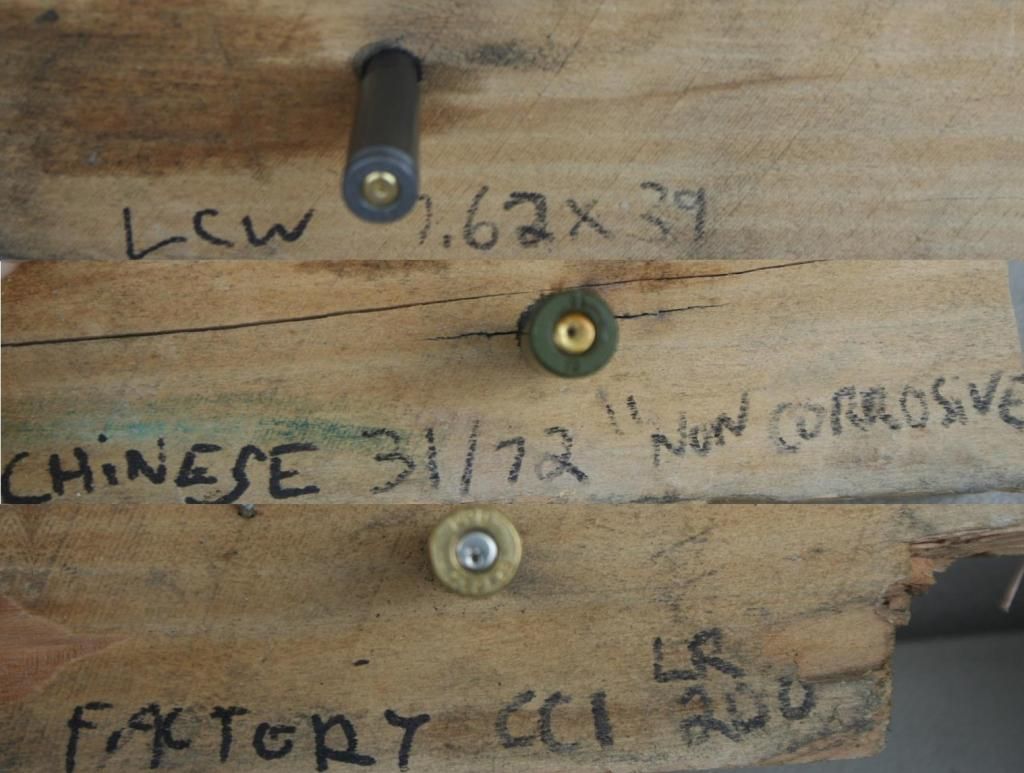 LCW 7.62x39
CHiNESE 31/72 " NON CORROSIVE
FACTORY CCI LR
200